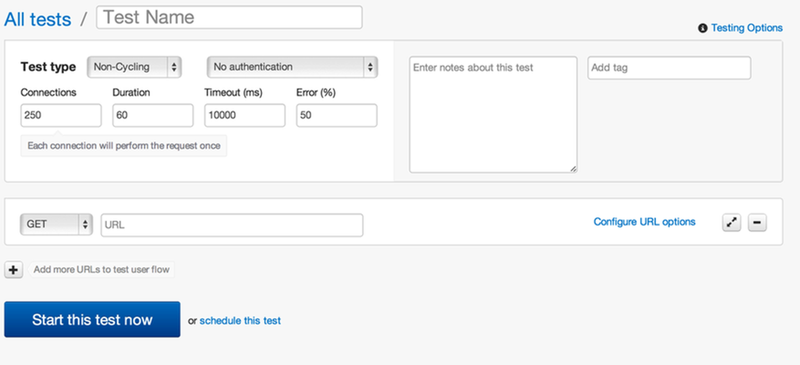 All tests / Test Name
Testing Options
Test type Non-Cycling No authentication
Enter notes about this test
Add tag
Connections Duration Timeout (ms) Error (%)
250 60 10000 50
Each connection will perform the request once
GET URL Configure URL options
Add more URLs to test user flow
Start this test now or schedule this test